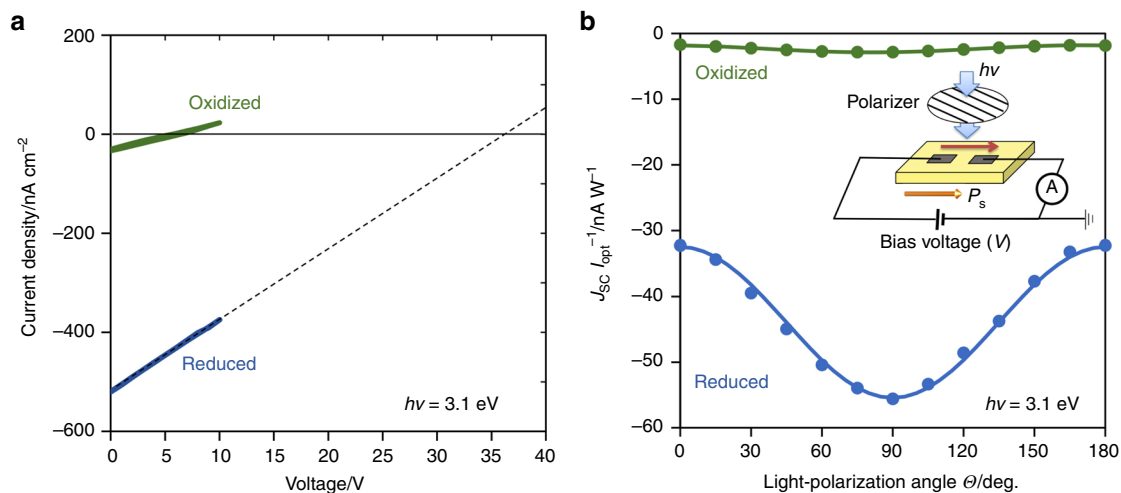 a
200
0
−200
−400
−600
Current density/nA cm−2
Oxidized
Reduced
hν = 3.1 eV
0
5
10
15
20
25
30
35
40
Voltage/V
b
0
−10
−20
−30
−40
−50
−60
JSC Iopt−1/nA W−1
Oxidized
hν
Polarizer
Ps
A
Bias voltage (V)
Reduced
hν = 3.1 eV
0
30
60
90
120
150
180
Light-polarization angle Θ/deg.